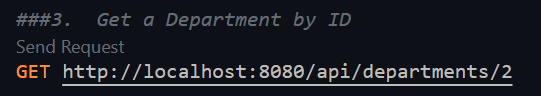 ###3.  Get a Department by ID
Send Request
GET http://localhost:8080/api/departments/2